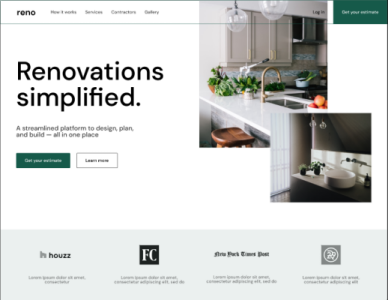 reno
How it works
Services
Contractors
Gallery
Log in
Get your estimate
Renovations
simplified.
A streamlined platform to design, plan,
and build — all in one place
Get your estimate
Learn more
houzz
FC
New York Times Post
Lorem ipsum dolor sit amet,
consectetur
Lorem ipsum dolor sit amet,
consectetur adipiscing elit, sed do
Lorem ipsum dolor sit amet,
consectetur adipiscing elit
Lorem ipsum dolor sit amet,
consectetur adipiscing elit, sed